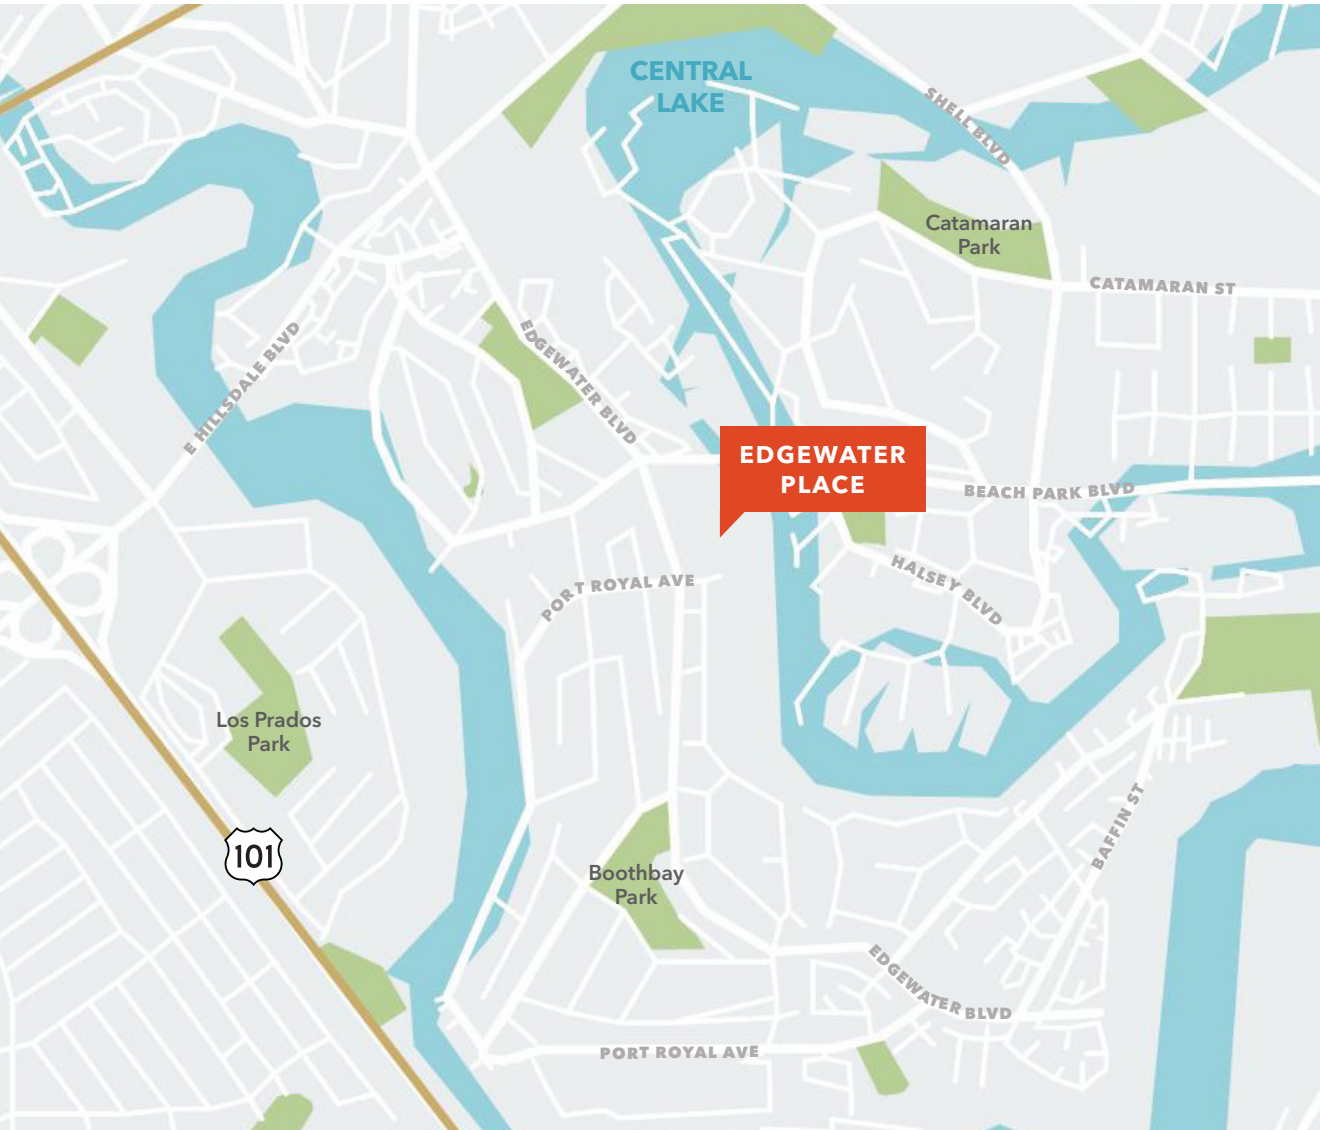 CENTRAL
LAKE
SHELL BLVD
Catamaran
Park
CATAMARAN ST
E HILLSDALE BLVD
EDGEWATER BLVD
EDGEWATER
PLACE
BEACH PARK BLVD
HALSEY BLVD
PORT ROYAL AVE
Los Prados
Park
101
BAFFIN ST
Boothbay
Park
EDGEWATER BLVD
PORT ROYAL AVE